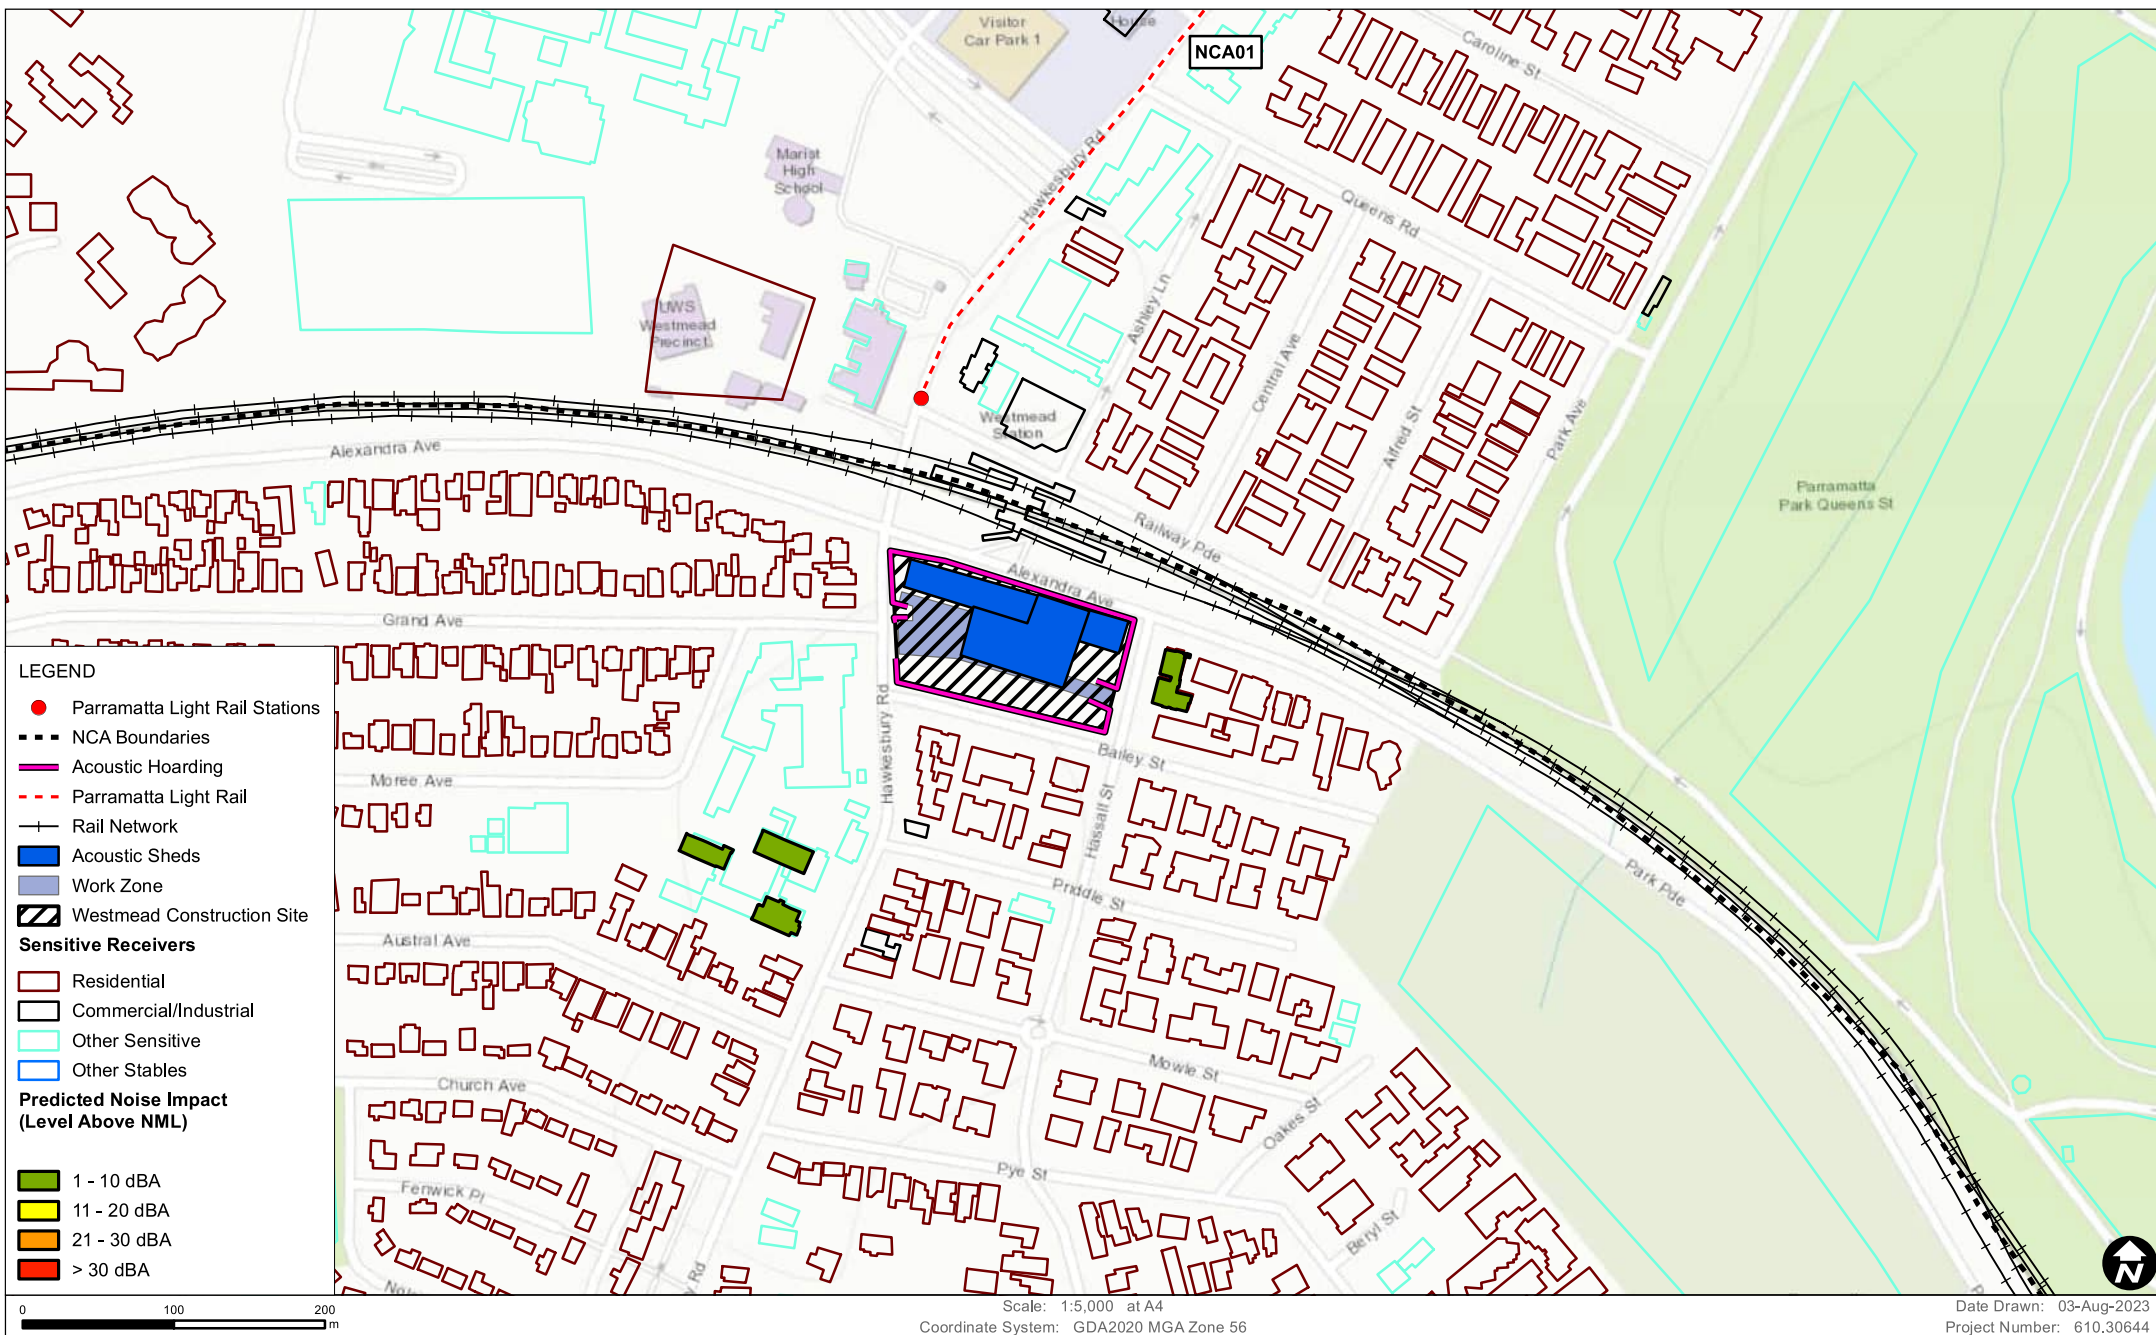 Visitor
Car Park 1
House
NCA01
Caroline St
Marist
High
School
Hawkesbury Rd
Queens Rd
UWS
Westmead
Precinct
Ashley Ln
Central Ave
Westmead
Station
Alfred St
Park Ave
Alexandra Ave
Parramatta
Park Queens St
Railway Pde
Alexandra Ave
Grand Ave
Hawkesbury Rd
Bailey St
Moree Ave
Hassall St
Priddle St
Park Pde
Austral Ave
Mowle St
Church Ave
Oakes St
Pye St
Fenwick Pl
Beryl St
y Rd
LEGEND
Parramatta Light Rail Stations
NCA Boundaries
Acoustic Hoarding
Parramatta Light Rail
Rail Network
Acoustic Sheds
Work Zone
Westmead Construction Site
Sensitive Receivers
Residential
Commercial/Industrial
Other Sensitive
Other Stables
Predicted Noise Impact
(Level Above NML)
1 - 10 dBA
11 - 20 dBA
21 - 30 dBA
> 30 dBA
N
0 100 200
m
Scale: 1:5,000 at A4
Coordinate System: GDA2020 MGA Zone 56
Date Drawn: 03-Aug-2023
Project Number: 610.30644